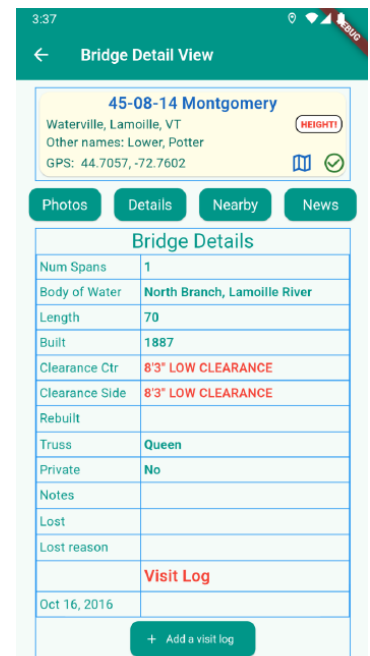 3:37
DEBUG
Bridge Detail View
45-08-14 Montgomery
Waterville, Lamoille, VT
HEIGHT!
Other names: Lower, Potter
GPS: 44.7057, -72.7602
Photos Details Nearby News
Bridge Details
Num Spans 1
Body of Water North Branch, Lamoille River
Length 70
Built 1887
Clearance Ctr 8'3" LOW CLEARANCE
Clearance Side 8'3" LOW CLEARANCE
Rebuilt
Truss Queen
Private No
Notes
Lost
Lost reason
Visit Log
Oct 16, 2016
+ Add a visit log